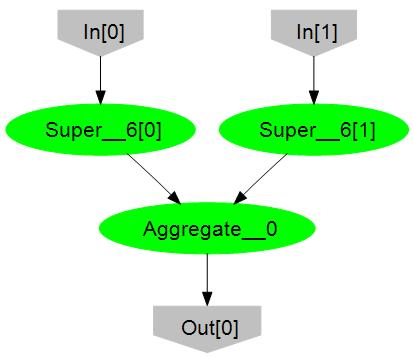 In[0] In[1]
Super__6[0] Super__6[1]
Aggregate__0
Out[0]